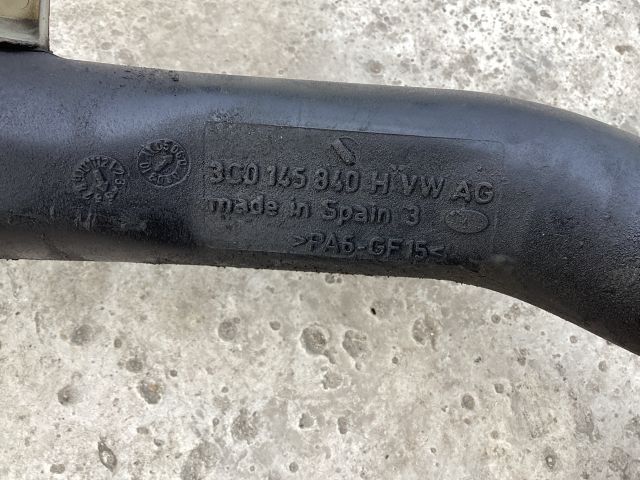 3C0 145 840 H VW AG
made in Spain 3
>PA6-GF15<